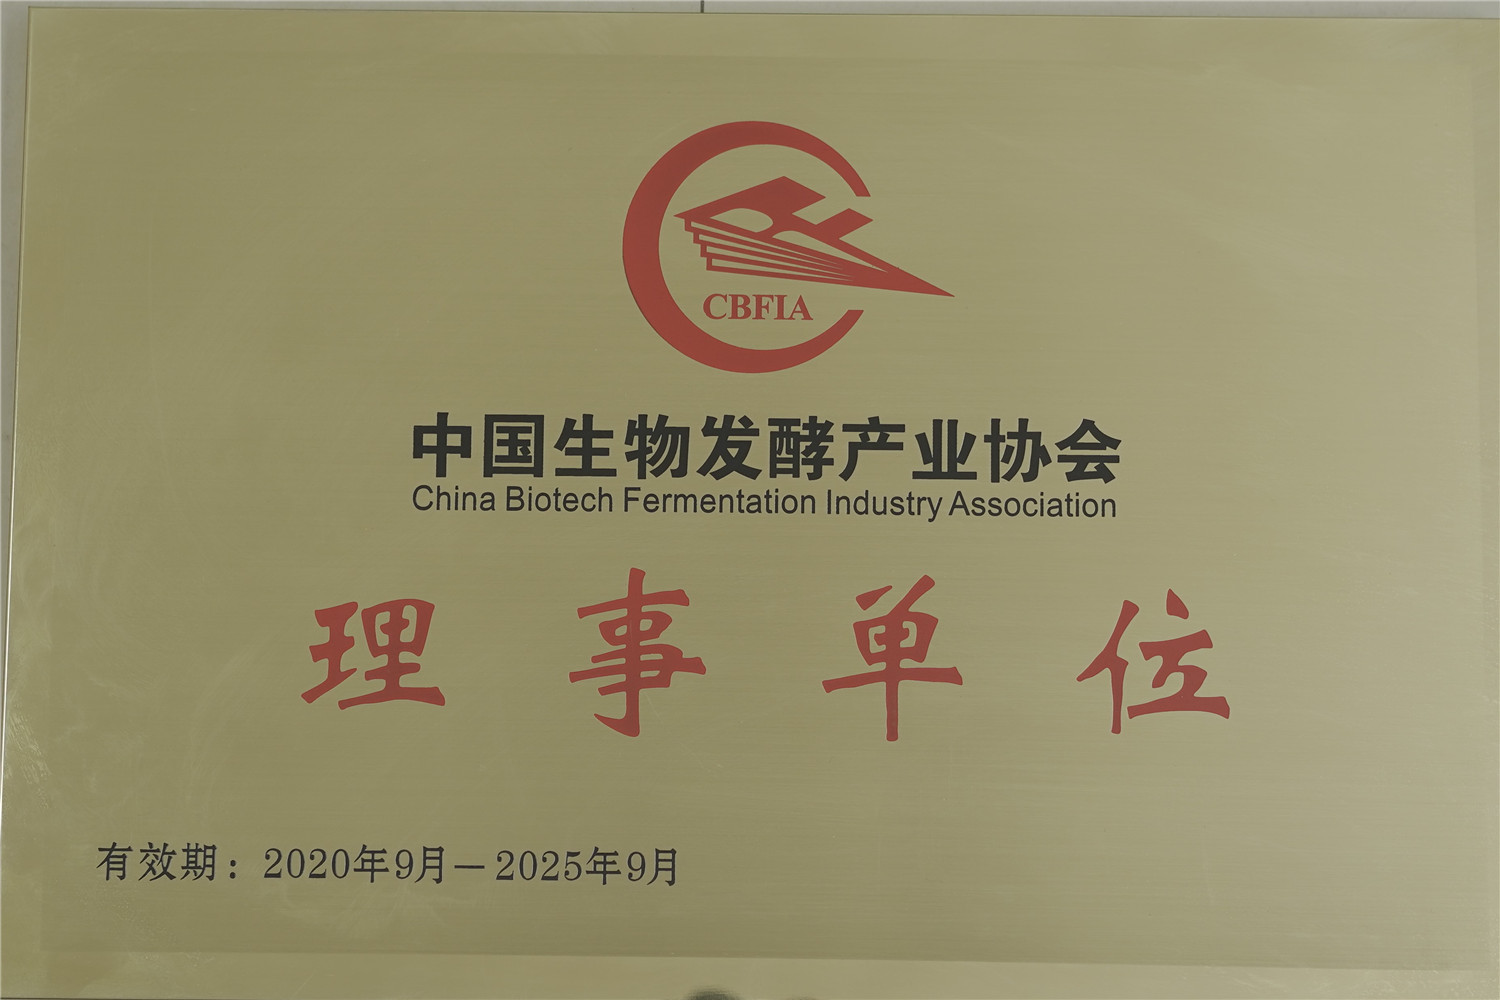 CBFIA
中国生物发酵产业协会
China Biotech Fermentation Industry Association
理事单位
有效期：2020年9月－2025年9月